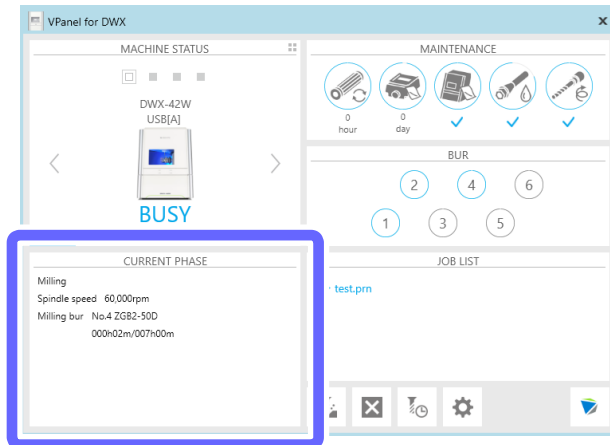 VPanel for DWX
MACHINE STATUS
DWX-42W
USB[A]
BUSY
MAINTENANCE
0
hour
0
day
BUR
2 4 6
1 3 5
CURRENT PHASE
Milling
Spindle speed 60,000rpm
Milling bur No.4 ZGB2-50D
000h02m/007h00m
JOB LIST
test.prn